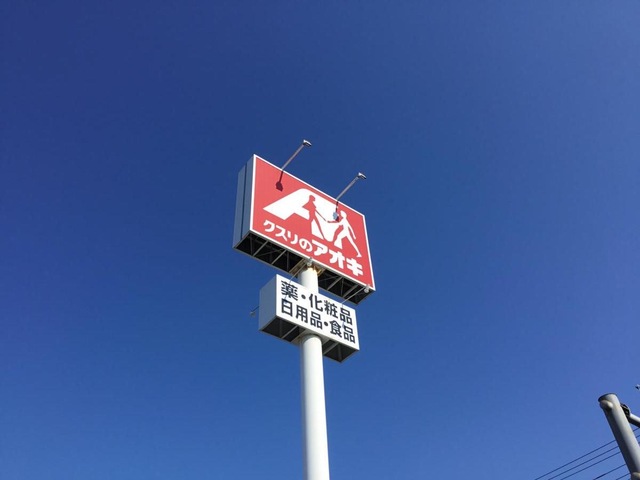 クスリのアオキ
薬・化粧品
日用品・食品